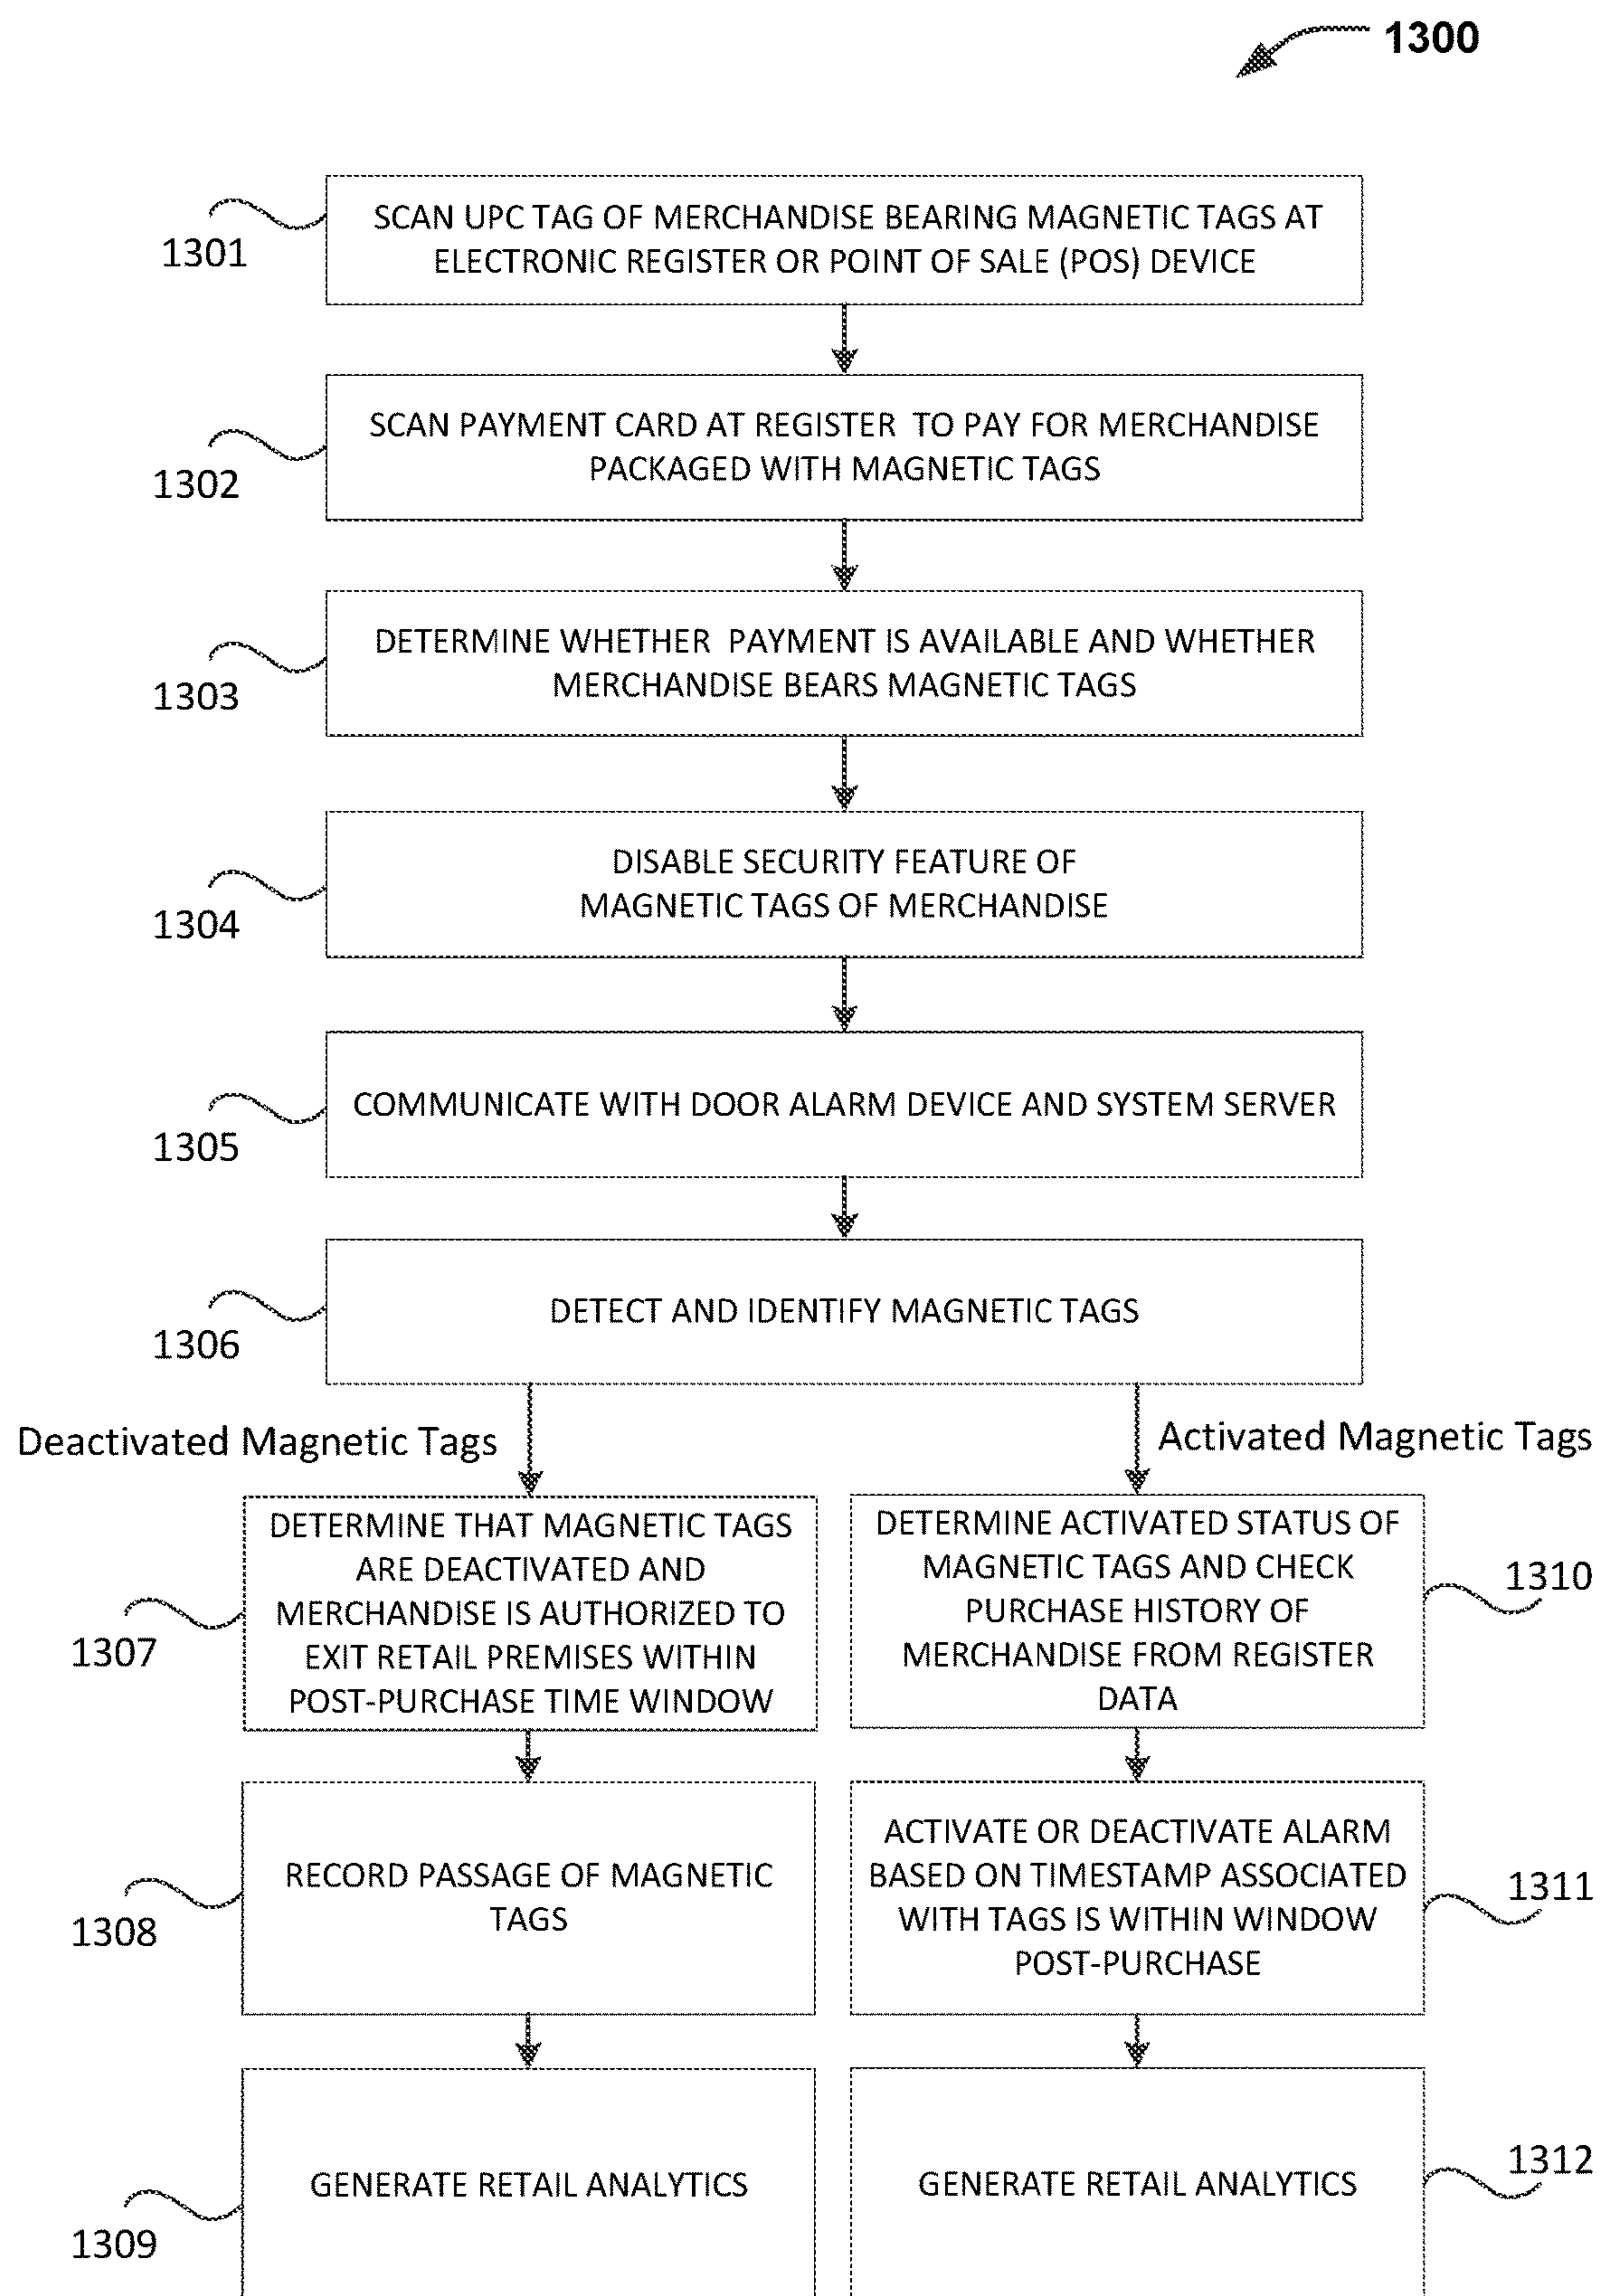 1300
SCAN UPC TAG OF MERCHANDISE BEARING MAGNETIC TAGS AT
ELECTRONIC REGISTER OR POINT OF SALE (POS) DEVICE
1301
SCAN PAYMENT CARD AT REGISTER TO PAY FOR MERCHANDISE
PACKAGED WITH MAGNETIC TAGS
1302
DETERMINE WHETHER PAYMENT IS AVAILABLE AND WHETHER
MERCHANDISE BEARS MAGNETIC TAGS
1303
DISABLE SECURITY FEATURE OF
MAGNETIC TAGS OF MERCHANDISE
1304
COMMUNICATE WITH DOOR ALARM DEVICE AND SYSTEM SERVER
1305
DETECT AND IDENTIFY MAGNETIC TAGS
1306
Deactivated Magnetic Tags
Activated Magnetic Tags
DETERMINE THAT MAGNETIC TAGS
ARE DEACTIVATED AND
MERCHANDISE IS AUTHORIZED TO
EXIT RETAIL PREMISES WITHIN
POST-PURCHASE TIME WINDOW
1307
DETERMINE ACTIVATED STATUS OF
MAGNETIC TAGS AND CHECK
PURCHASE HISTORY OF
MERCHANDISE FROM REGISTER
DATA
1310
RECORD PASSAGE OF MAGNETIC
TAGS
1308
ACTIVATE OR DEACTIVATE ALARM
BASED ON TIMESTAMP ASSOCIATED
WITH TAGS IS WITHIN WINDOW
POST-PURCHASE
1311
GENERATE RETAIL ANALYTICS
1309
GENERATE RETAIL ANALYTICS
1312